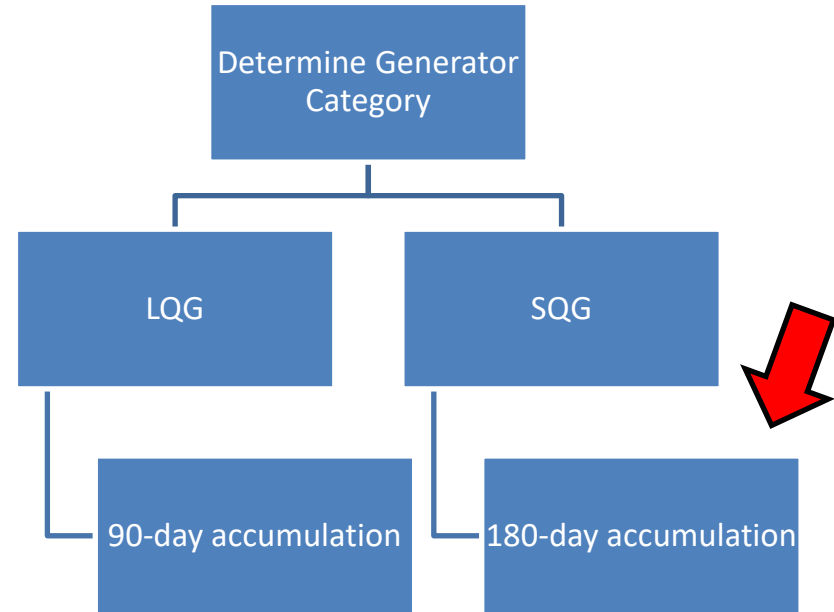 Determine Generator
Category
LQG
SQG
90-day accumulation
180-day accumulation